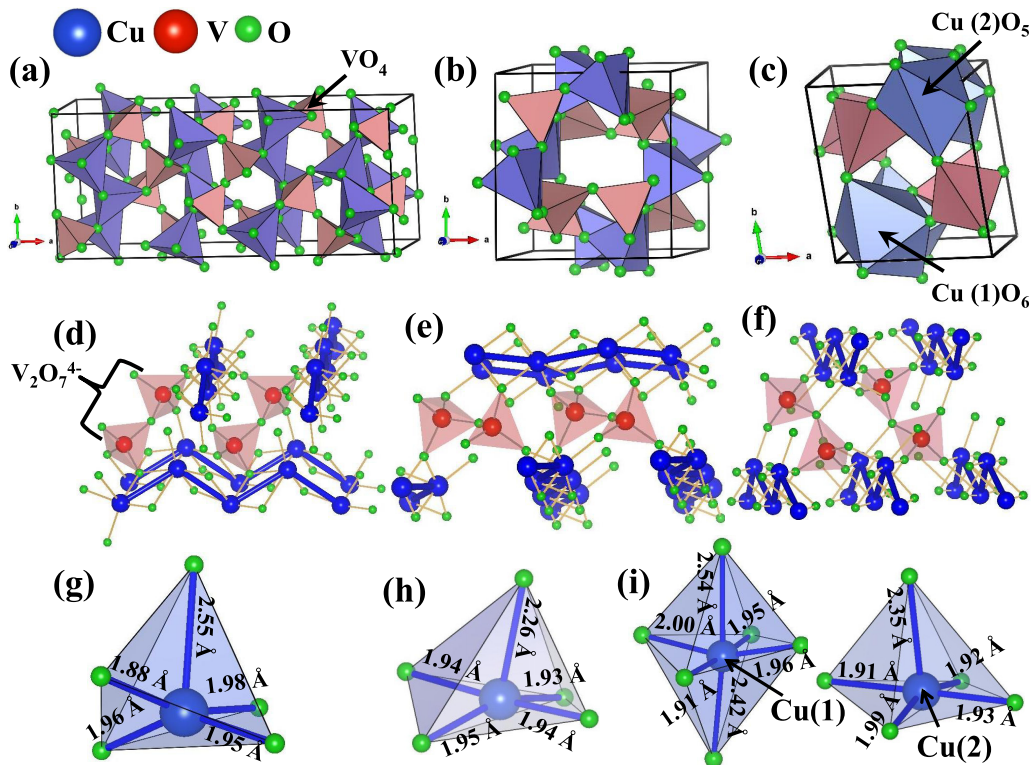 Cu V O
(a) VO₄ (b) (c) Cu (2)O₅
b a b a b a
Cu (1)O₆
(d) (e) (f)
V₂O₇⁴⁻
(g) (h) (i)
2.55 Å
1.88 Å 1.98 Å
1.96 Å 1.95 Å
2.26 Å
1.94 Å 1.93 Å
1.95 Å 1.94 Å
2.54 Å
2.00 Å 1.95 Å
1.91 Å 1.96 Å
2.42 Å
Cu(1)
2.35 Å
1.91 Å 1.92 Å
1.99 Å 1.93 Å
Cu(2)